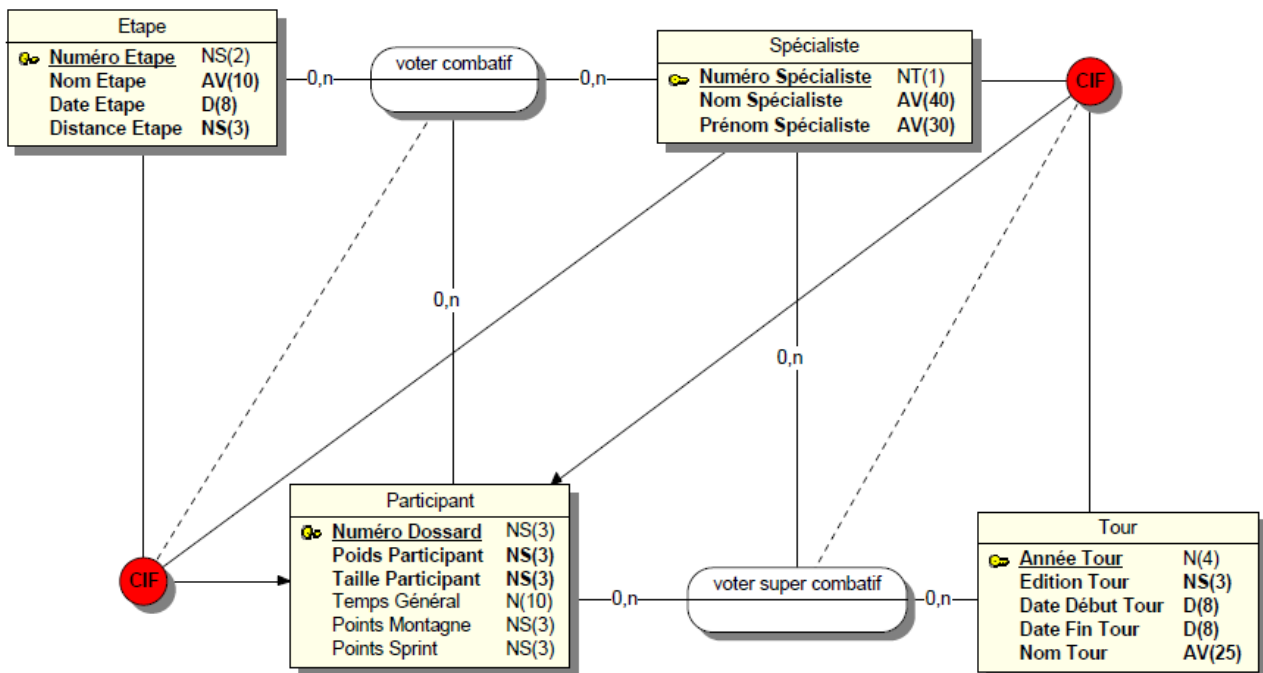 Etape
Numéro Etape NS(2)
Nom Etape AV(10)
Date Etape D(8)
Distance Etape NS(3)
0,n
voter combatif
0,n
Spécialiste
Numéro Spécialiste NT(1)
Nom Spécialiste AV(40)
Prénom Spécialiste AV(30)
CIF
0,n
0,n
CIF
Participant
Numéro Dossard NS(3)
Poids Participant NS(3)
Taille Participant NS(3)
Temps Général N(10)
Points Montagne NS(3)
Points Sprint NS(3)
0,n
voter super combatif
0,n
Tour
Année Tour N(4)
Edition Tour NS(3)
Date Début Tour D(8)
Date Fin Tour D(8)
Nom Tour AV(25)